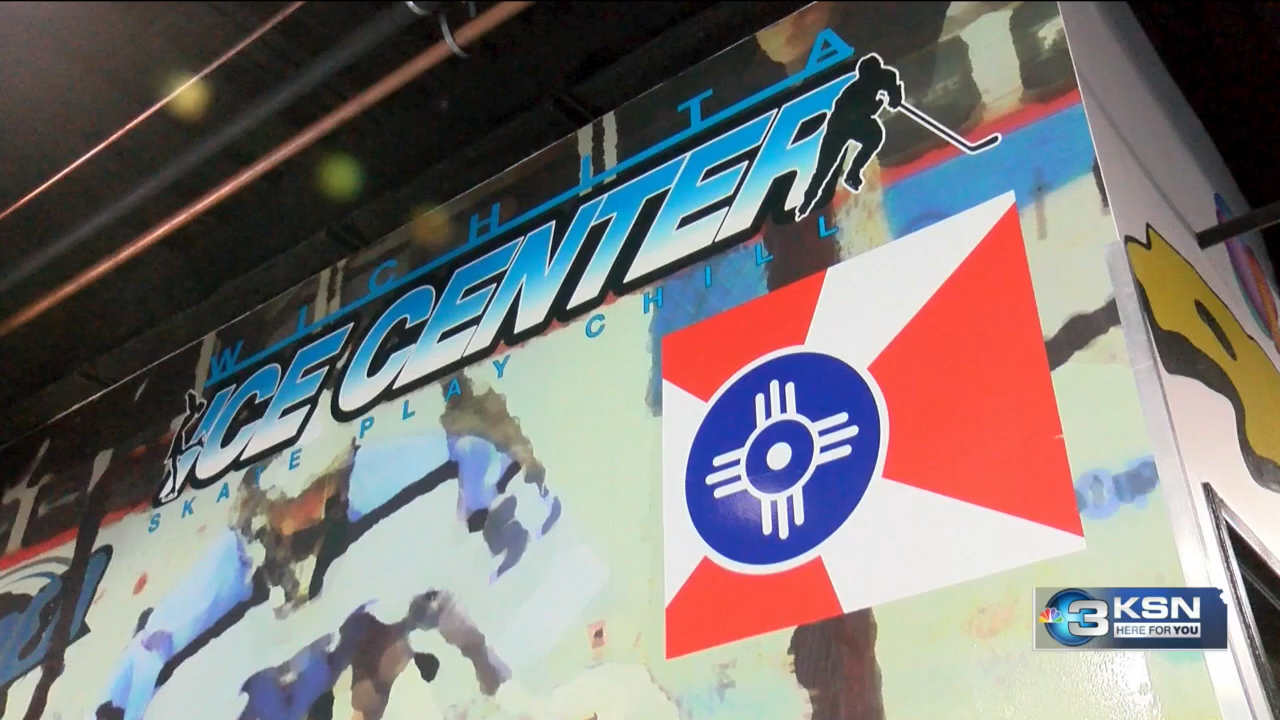 WICHITA
ICE CENTER
SKATE PLAY CHILL
3 KSN
HERE FOR YOU